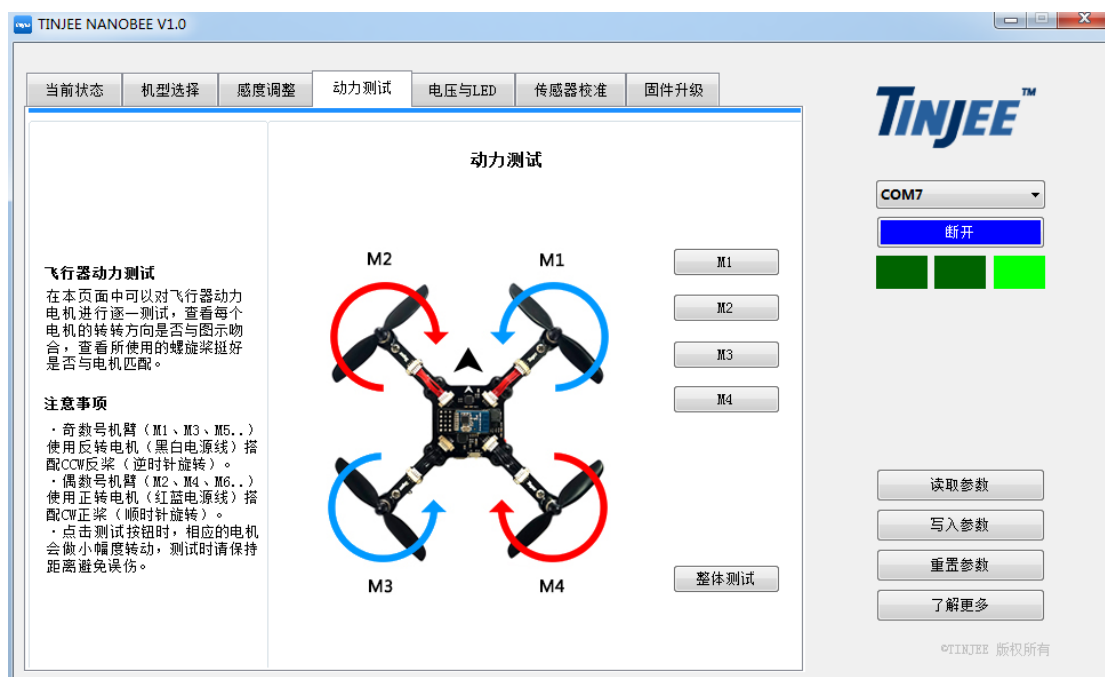 TINJEE NANOBEE V1.0
当前状态 机型选择 感度调整 动力测试 电压与LED 传感器校准 固件升级
TINJEE™
动力测试
COM7
断开
M2 M1
M1
飞行器动力测试
在本页面中可以对飞行器动力
电机进行逐一测试，查看每个
电机的转转方向是否与图示吻
合，查看所使用的螺旋桨挺好
是否与电机匹配。
M2
M3
M4
注意事项
·奇数号机臂（M1、M3、M5..）
使用反转电机（黑白电源线）搭
配CCW反桨（逆时针旋转）。
·偶数号机臂（M2、M4、M6..）
使用正转电机（红蓝电源线）搭
配CW正桨（顺时针旋转）。
·点击测试按钮时，相应的电机
会做小幅度转动，测试时请保持
距离避免误伤。
M3 M4
整体测试
读取参数
写入参数
重置参数
了解更多
©TINJEE 版权所有